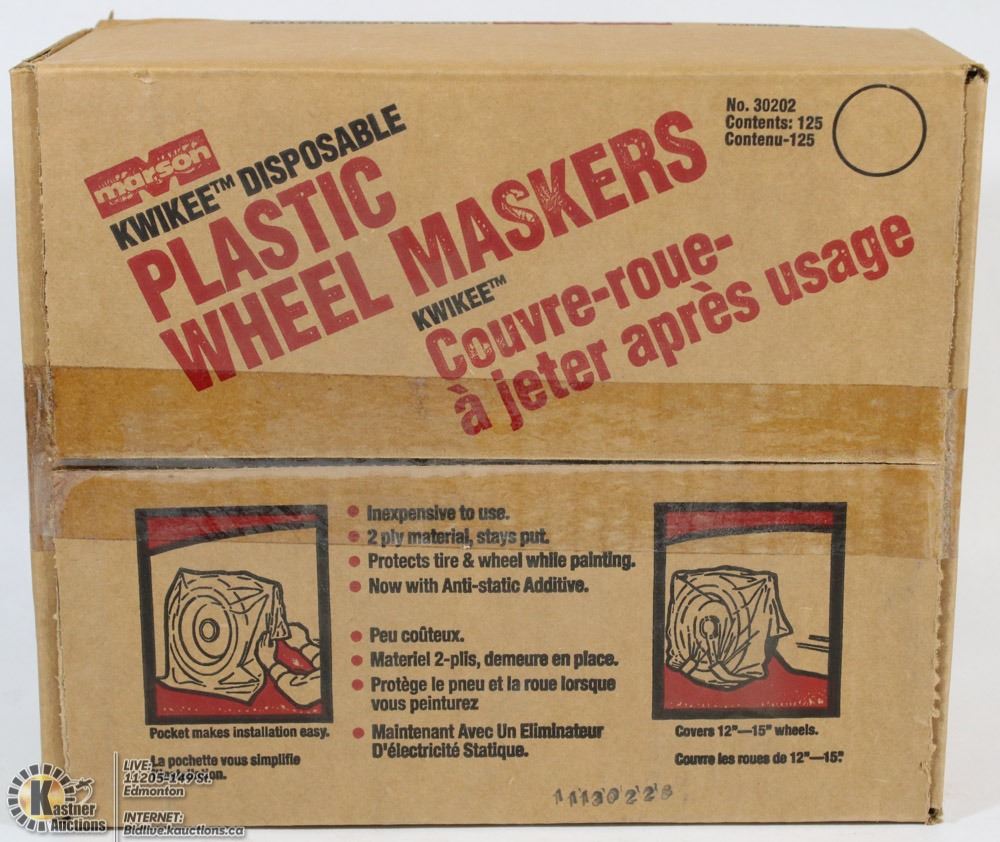 marson
KWIKEE™ DISPOSABLE
PLASTIC
WHEEL MASKERS
No. 30202
Contents: 125
Contenu-125
KWIKEE™
Couvre-roue-
à jeter après usage
Inexpensive to use.
2 ply material, stays put.
Protects tire & wheel while painting.
Now with Anti-static Additive.
Peu coûteux.
Materiel 2-plis, demeure en place.
Protège le pneu et la roue lorsque
vous peinturez
Maintenant Avec Un Eliminateur
D'électricité Statique.
Pocket makes installation easy.
La pochette vous simplifie
Covers 12"—15" wheels.
Couvre les roues de 12"—15".
Kastner
Auctions
LIVE:
11205-149 St.
Edmonton
INTERNET:
Bidlive.kauctions.ca